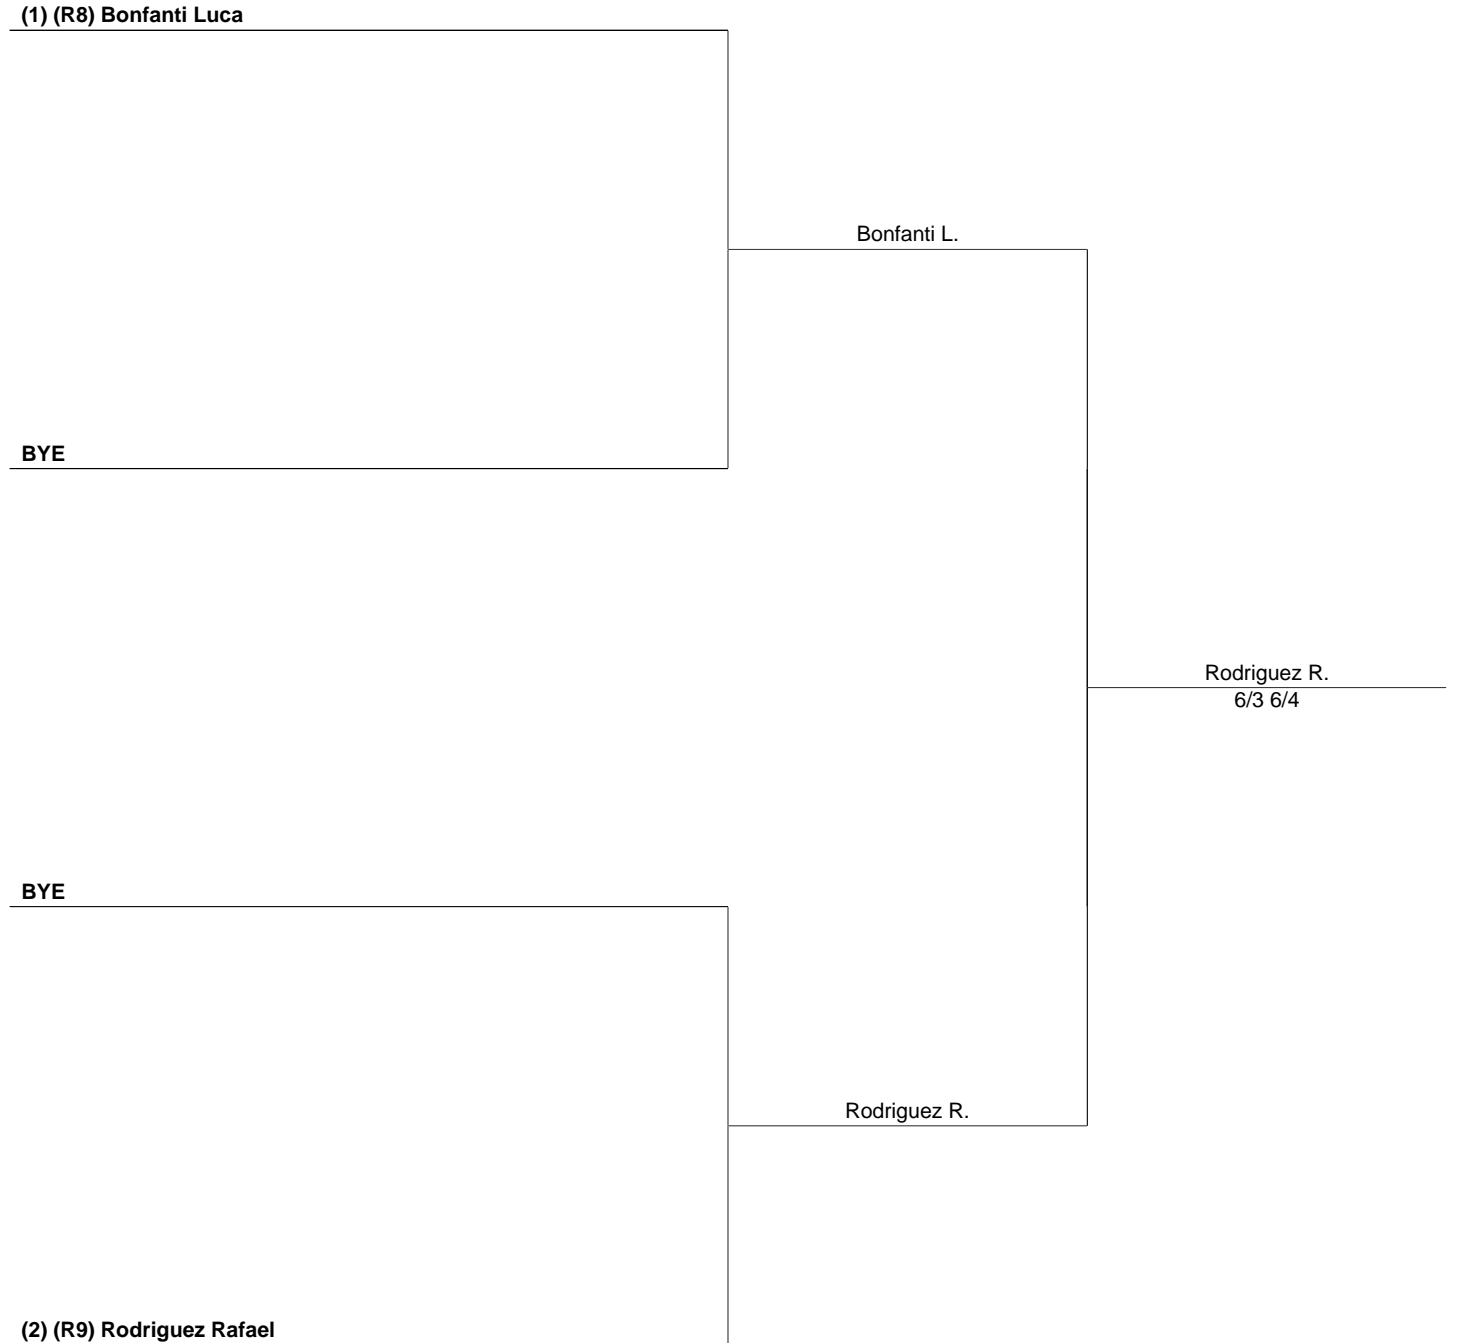 (1) (R8) Bonfanti Luca
Bonfanti L.
BYE
Rodriguez R.
6/3 6/4
BYE
Rodriguez R.
(2) (R9) Rodriguez Rafael